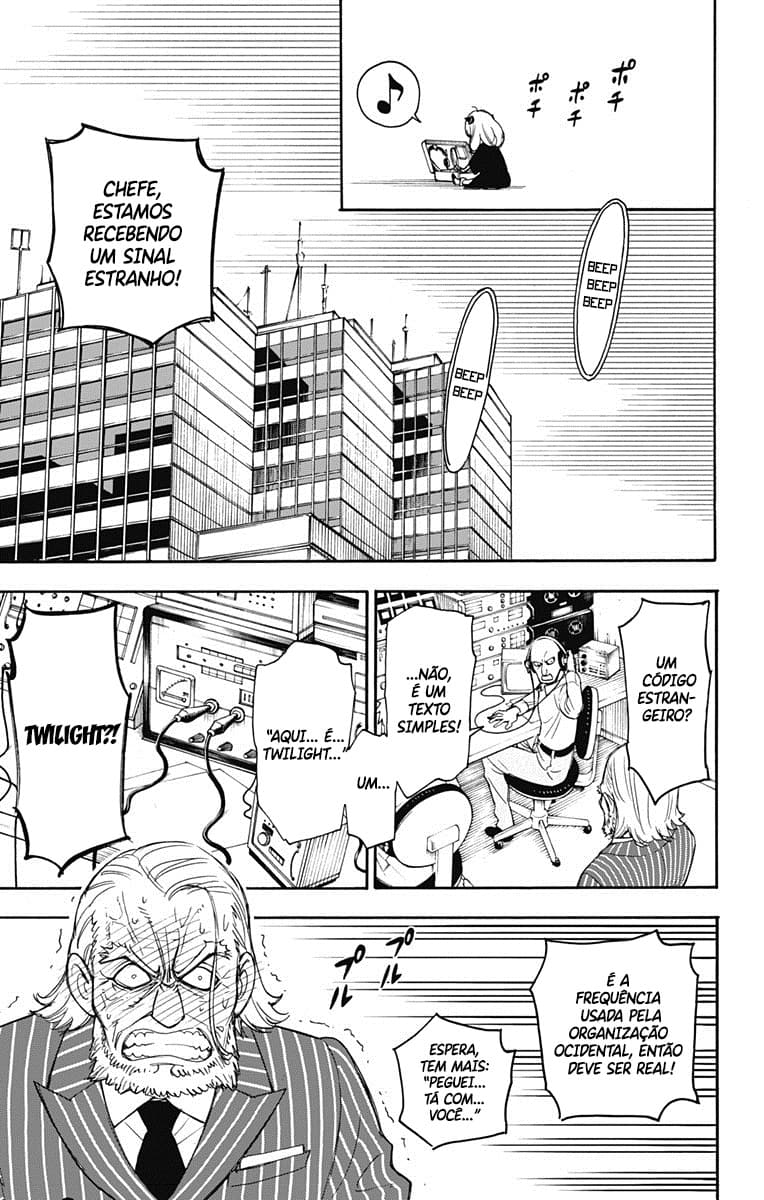 ♪
ポチ
ポチ
ポチ
CHEFE,
ESTAMOS
RECEBENDO
UM SINAL
ESTRANHO!
BEEP
BEEP
BEEP
BEEP
BEEP
UM
CÓDIGO
ESTRAN-
GEIRO?
...NÃO,
É UM
TEXTO
SIMPLES!
UM...
“AQUI... É...
TWILIGHT...”
TWILIGHT?!
É A
FREQUÊNCIA
USADA PELA
ORGANIZAÇÃO
OCIDENTAL, ENTÃO
DEVE SER REAL!
ESPERA,
TEM MAIS:
“PEGUEI...
TÁ COM...
VOCÊ...”
プル
プル